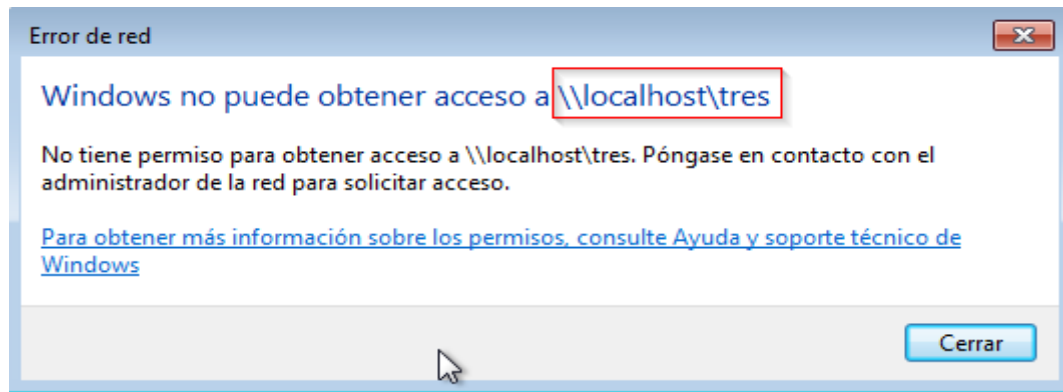 Error de red
Windows no puede obtener acceso a \\localhost\tres
No tiene permiso para obtener acceso a \\localhost\tres. Póngase en contacto con el
administrador de la red para solicitar acceso.
Para obtener más información sobre los permisos, consulte Ayuda y soporte técnico de
Windows
Cerrar